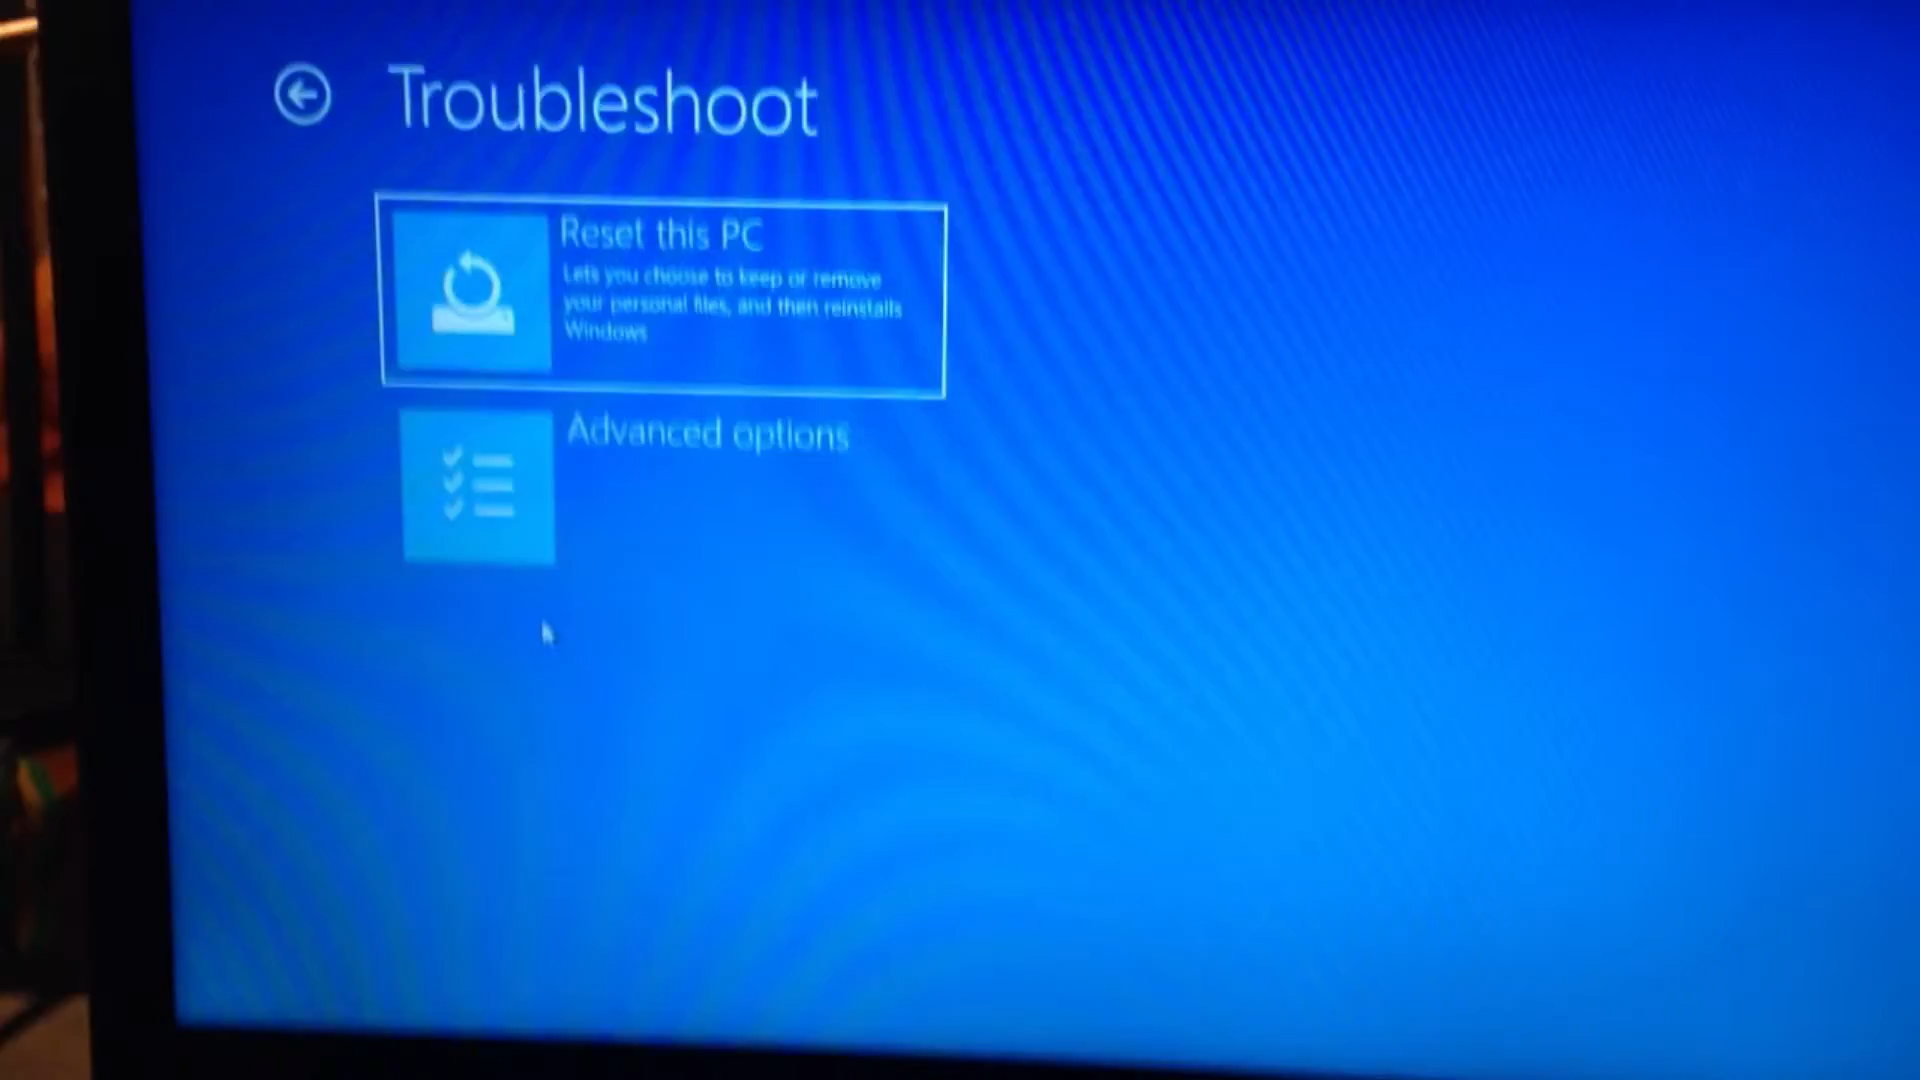 Troubleshoot
Reset this PC
Lets you choose to keep or remove
your personal files, and then reinstalls
Windows
Advanced options